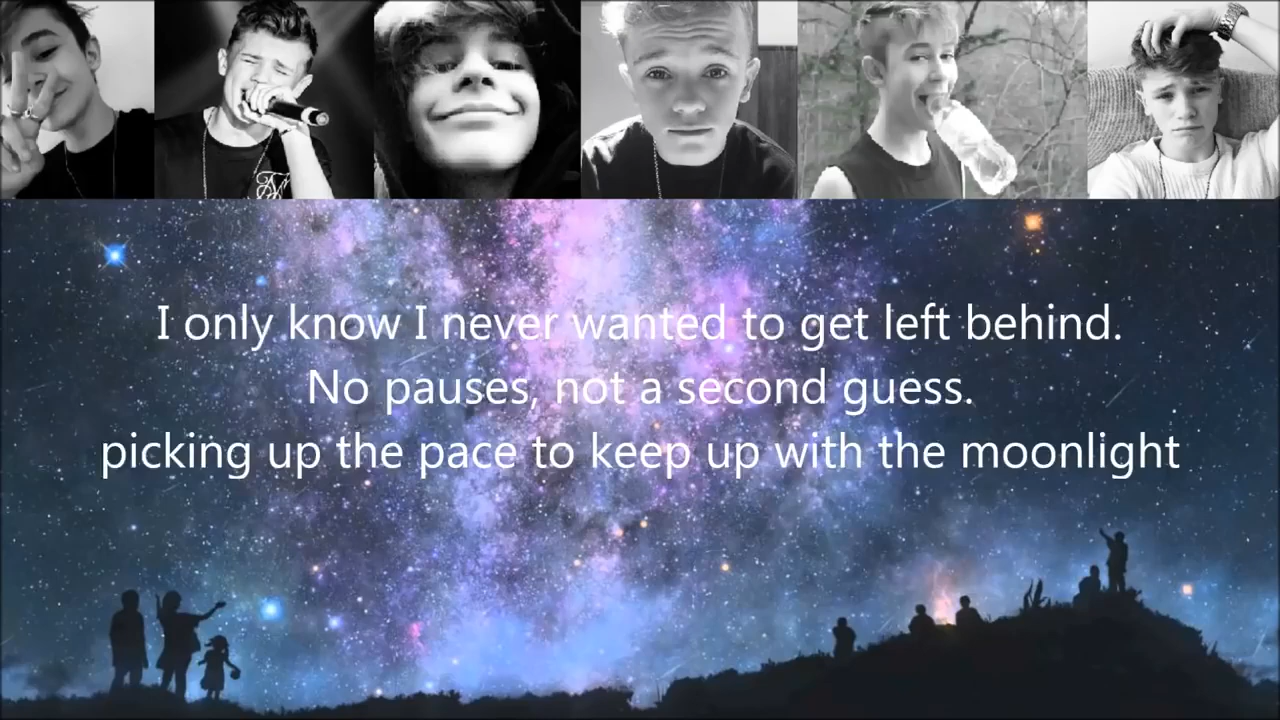 I only know I never wanted to get left behind.
No pauses, not a second guess.
picking up the pace to keep up with the moonlight